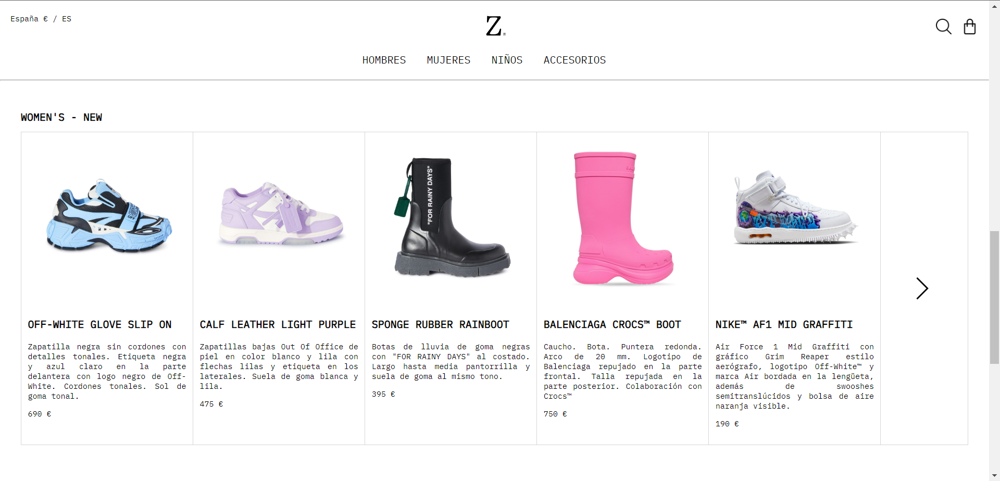 España € / ES
Z®
HOMBRES MUJERES NIÑOS ACCESORIOS
WOMEN'S - NEW
OFF
"FOR RAINY DAYS"
OFF-WHITE GLOVE SLIP ON
Zapatilla negra sin cordones con
detalles tonales. Etiqueta negra
y azul claro en la parte
delantera con logo negro de Off-
White. Cordones tonales. Sol de
goma tonal.
690 €
CALF LEATHER LIGHT PURPLE
Zapatillas bajas Out Of Office de
piel en color blanco y lila con
flechas lilas y etiqueta en los
laterales. Suela de goma blanca y
lila.
475 €
SPONGE RUBBER RAINBOOT
Botas de lluvia de goma negras
con "FOR RAINY DAYS" al costado.
Largo hasta media pantorrilla y
suela de goma al mismo tono.
395 €
BALENCIAGA CROCS™ BOOT
Caucho. Bota. Puntera redonda.
Arco de 20 mm. Logotipo de
Balenciaga repujado en la parte
frontal. Talla repujada en la
parte posterior. Colaboración con
Crocs™
750 €
NIKE™ AF1 MID GRAFFITI
Air Force 1 Mid Graffiti con
gráfico Grim Reaper estilo
aerógrafo, logotipo Off-White™ y
marca Air bordada en la lengüeta,
además de swooshes
semitranslúcidos y bolsa de aire
naranja visible.
190 €